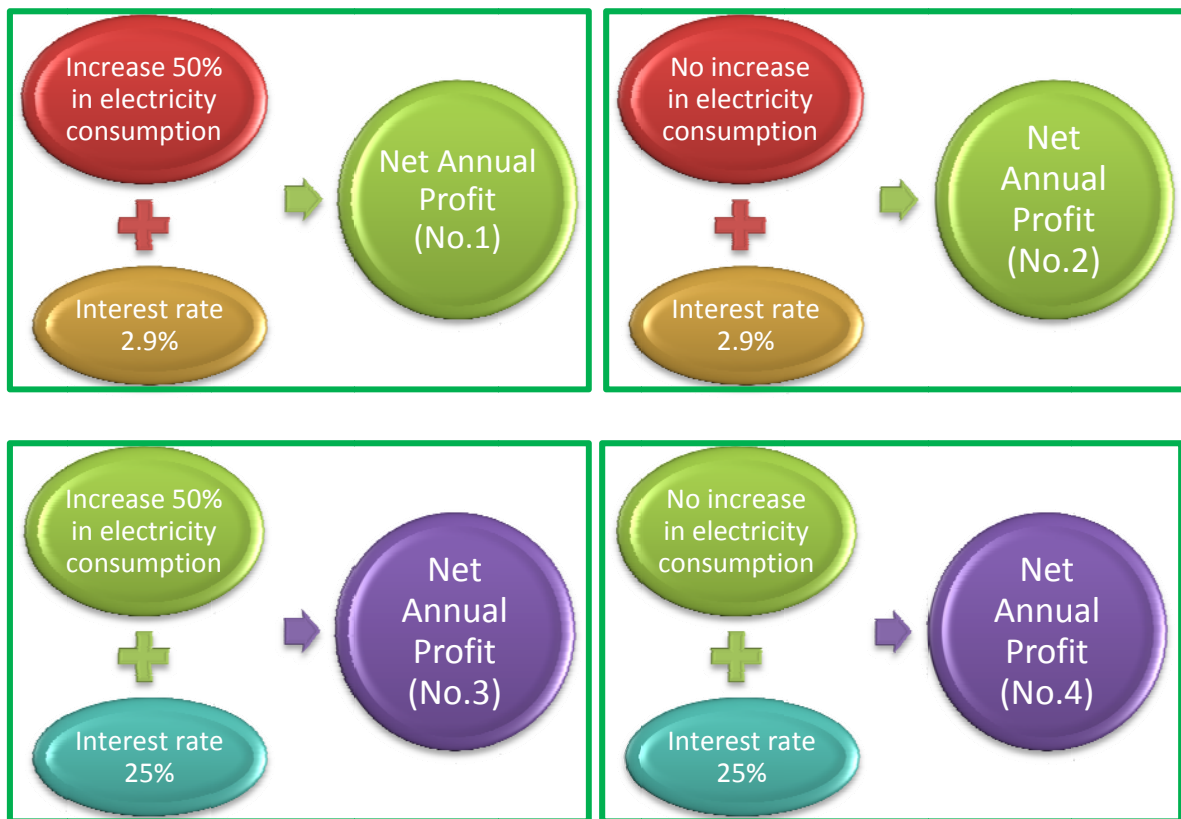 Increase 50%
in electricity
consumption
Interest rate
2.9%
Net Annual
Profit
(No.1)
No increase
in electricity
consumption
Interest rate
2.9%
Net
Annual
Profit
(No.2)
Increase 50%
in electricity
consumption
Interest rate
25%
Net
Annual
Profit
(No.3)
No increase
in electricity
consumption
Interest rate
25%
Net
Annual
Profit
(No.4)